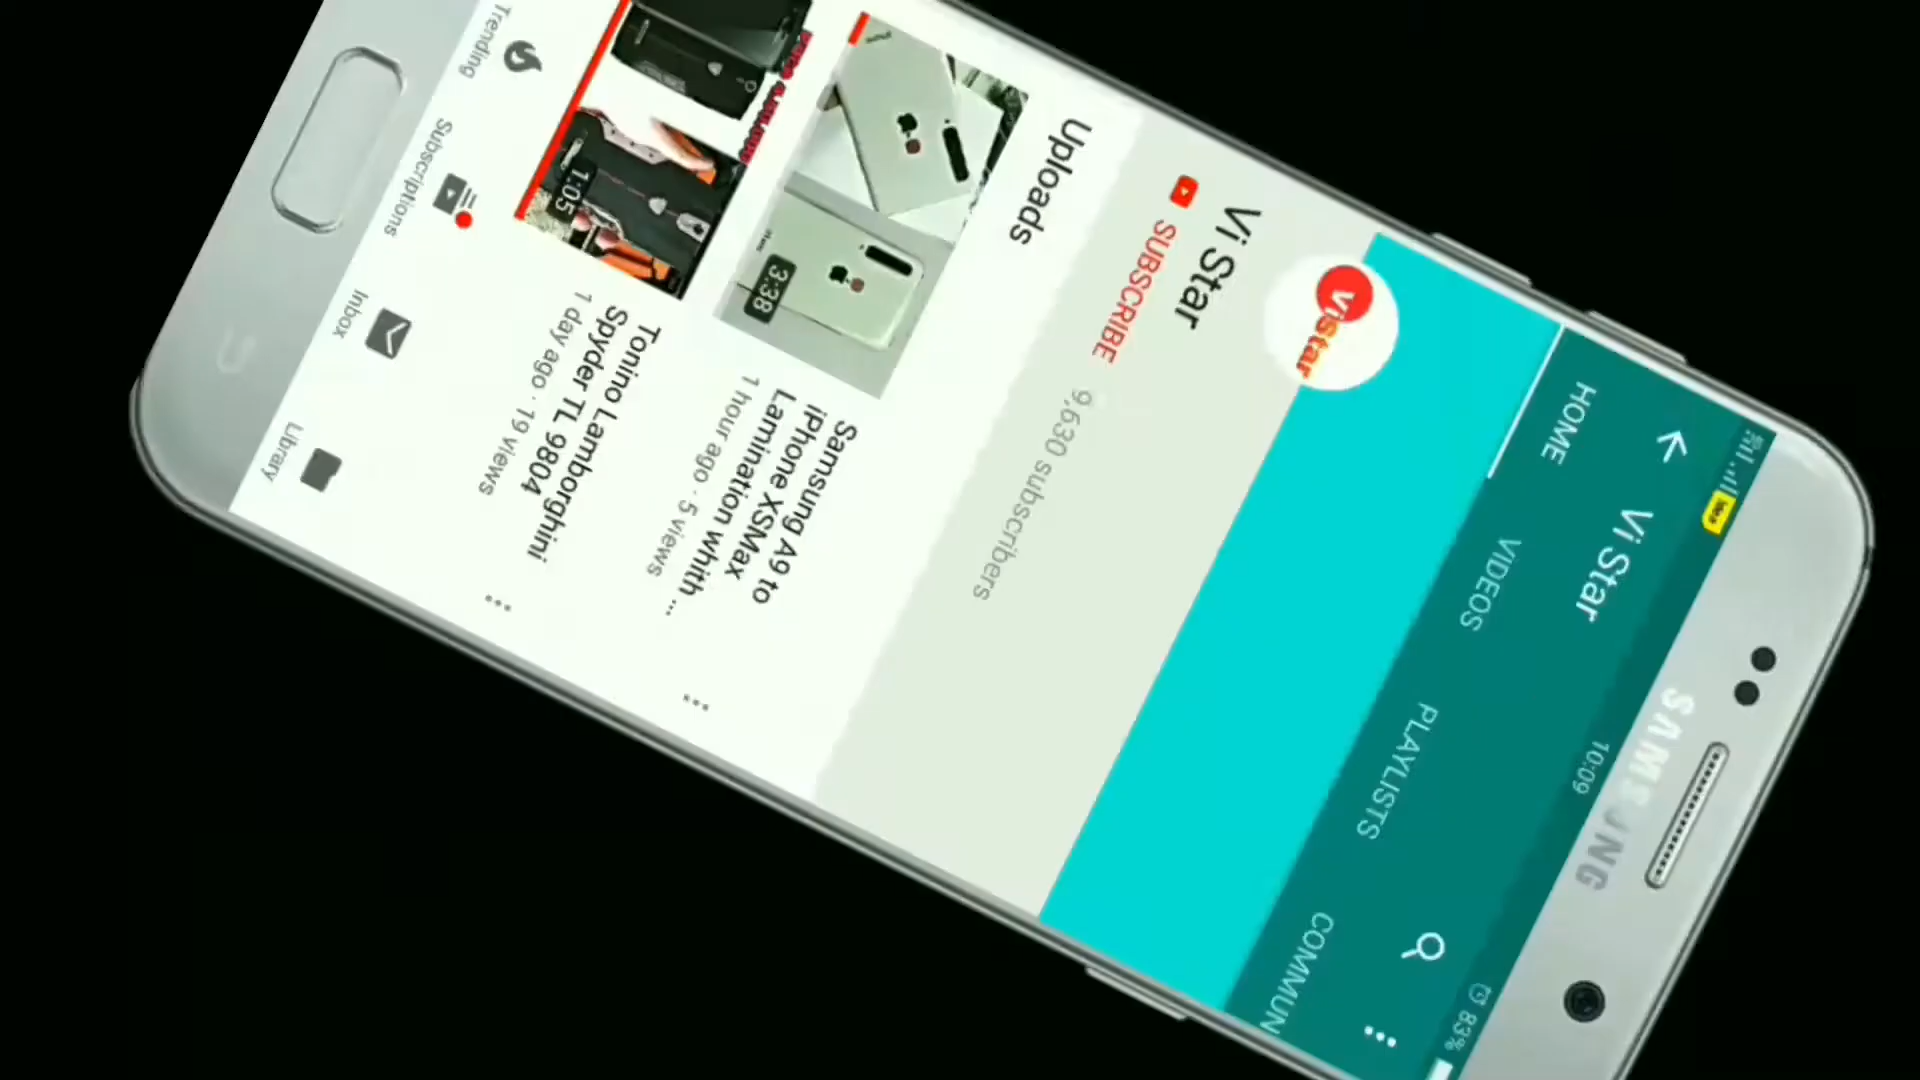 10:09
83%
Idea
SAMSUNG
Vi Star
HOME
VIDEOS
PLAYLISTS
COMMUN
Vistar
Vi Star
SUBSCRIBE
9,630 subscribers
Uploads
3:38
Samsung A9 to
iPhone XSMax
Lamination whith ...
1 hour ago · 5 views
1:05
Tonino Lamborghini
Spyder TL 9804
1 day ago · 19 views
Trending
Subscriptions
Inbox
Library